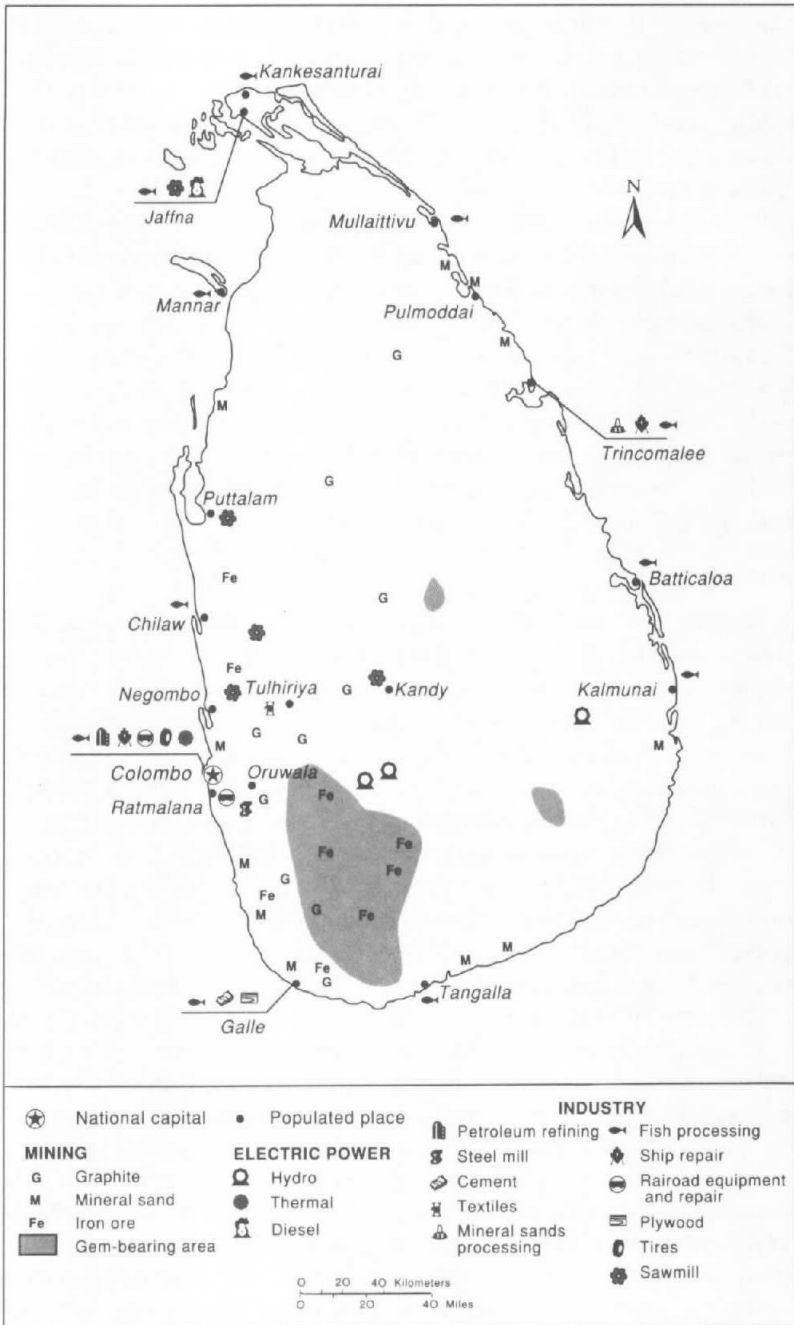 Kankesanturai
Jaffna
N
Mullaittivu
M
Mannar
M
Pulmoddai
M
G
M
Trincomalee
G
Puttalam
Fe
G
Batticaloa
Chilaw
Fe
Tulhiriya
G
Kandy
Kalmunai
Negombo
M
G
G
M
Colombo
Oruwala
Ratmalana
G
Fe
Fe
M
Fe
Fe
G
Fe
G
Fe
M
M
M
M
Fe
G
Tangalla
Galle
National capital
Populated place
INDUSTRY
MINING
G Graphite
M Mineral sand
Fe Iron ore
Gem-bearing area
ELECTRIC POWER
Hydro
Thermal
Diesel
Petroleum refining
Steel mill
Cement
Textiles
Mineral sands
processing
Fish processing
Ship repair
Rairoad equipment
and repair
Plywood
Tires
Sawmill
0 20 40 Kilometers
0 20 40 Miles